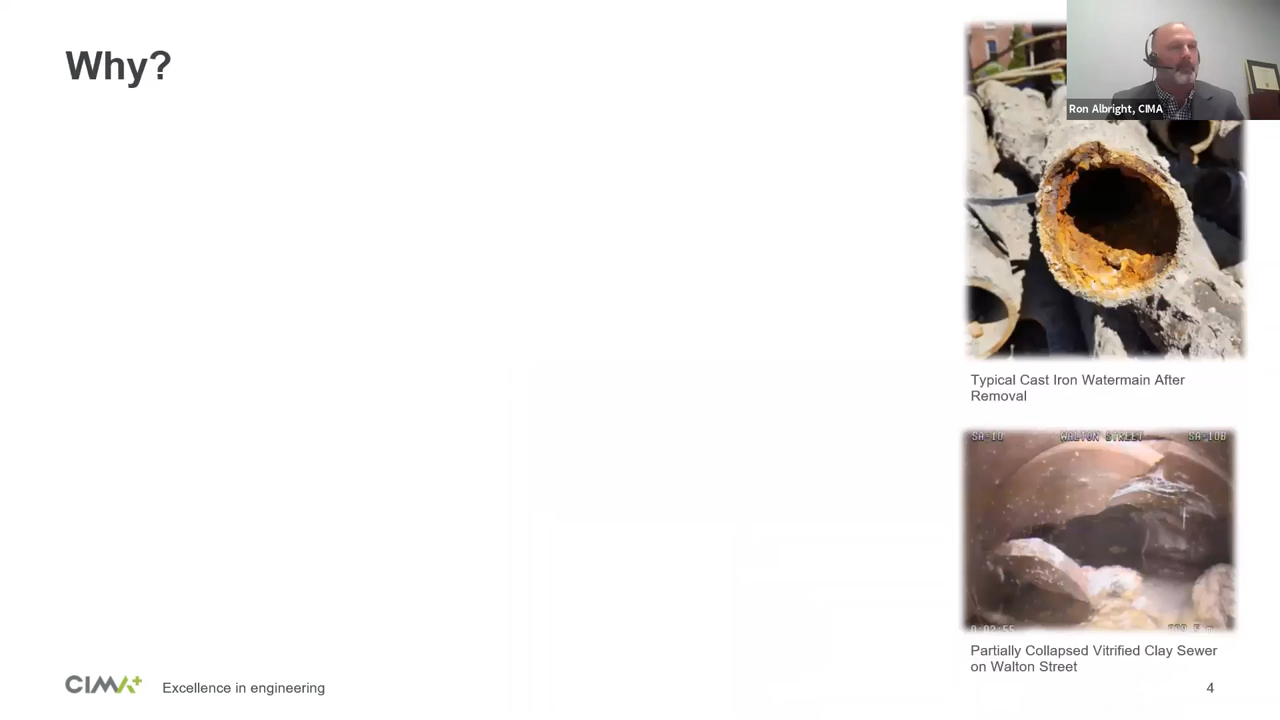 Why?
Ron Albright, CIMA
Typical Cast Iron Watermain After
Removal
SA-10 WALTON STREET SA-10B
Partially Collapsed Vitrified Clay Sewer
on Walton Street
CIMA+ Excellence in engineering
4